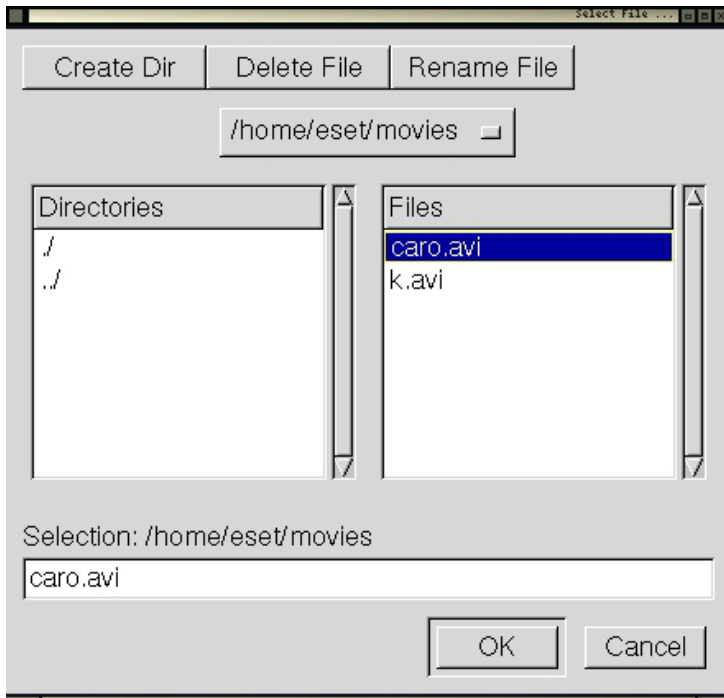 Select File ...
Create Dir Delete File Rename File
/home/eset/movies
Directories
./
../
Files
caro.avi
k.avi
Selection: /home/eset/movies
caro.avi
OK Cancel